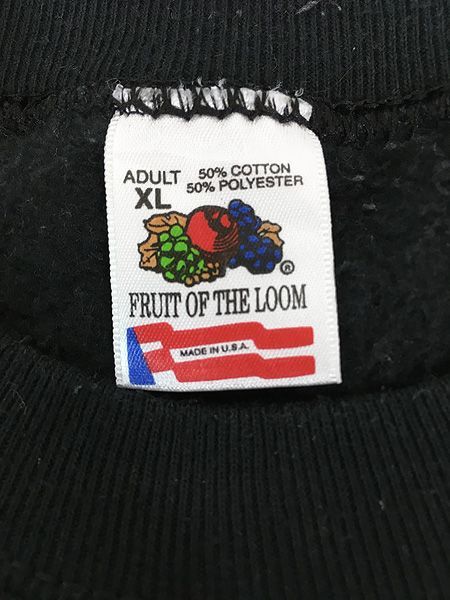 ADULT 50% COTTON
XL 50% POLYESTER
®
FRUIT OF THE LOOM
MADE IN U.S.A.